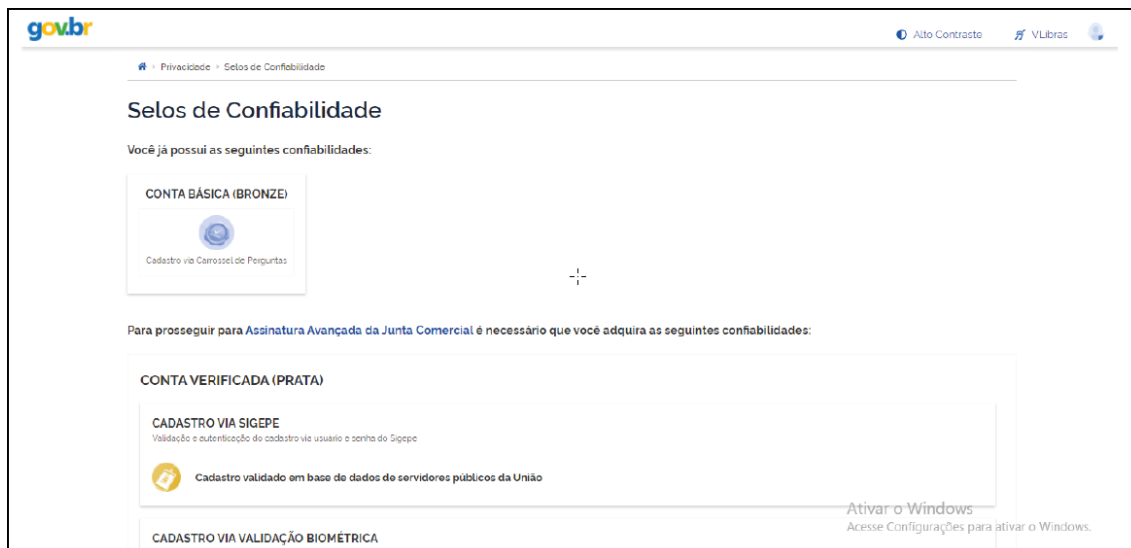 gov.br
Alto Contraste VLibras
Privacidade > Selos de Confiabilidade
Selos de Confiabilidade
Você já possui as seguintes confiabilidades:
CONTA BÁSICA (BRONZE)
Cadastro via Carrossel de Perguntas
Para prosseguir para Assinatura Avançada da Junta Comercial é necessário que você adquira as seguintes confiabilidades:
CONTA VERIFICADA (PRATA)
CADASTRO VIA SIGEPE
Validação e autenticação do cadastro via usuário e senha do Sigepe
Cadastro validado em base de dados de servidores públicos da União
Ativar o Windows
Acesse Configurações para ativar o Windows.
CADASTRO VIA VALIDAÇÃO BIOMÉTRICA